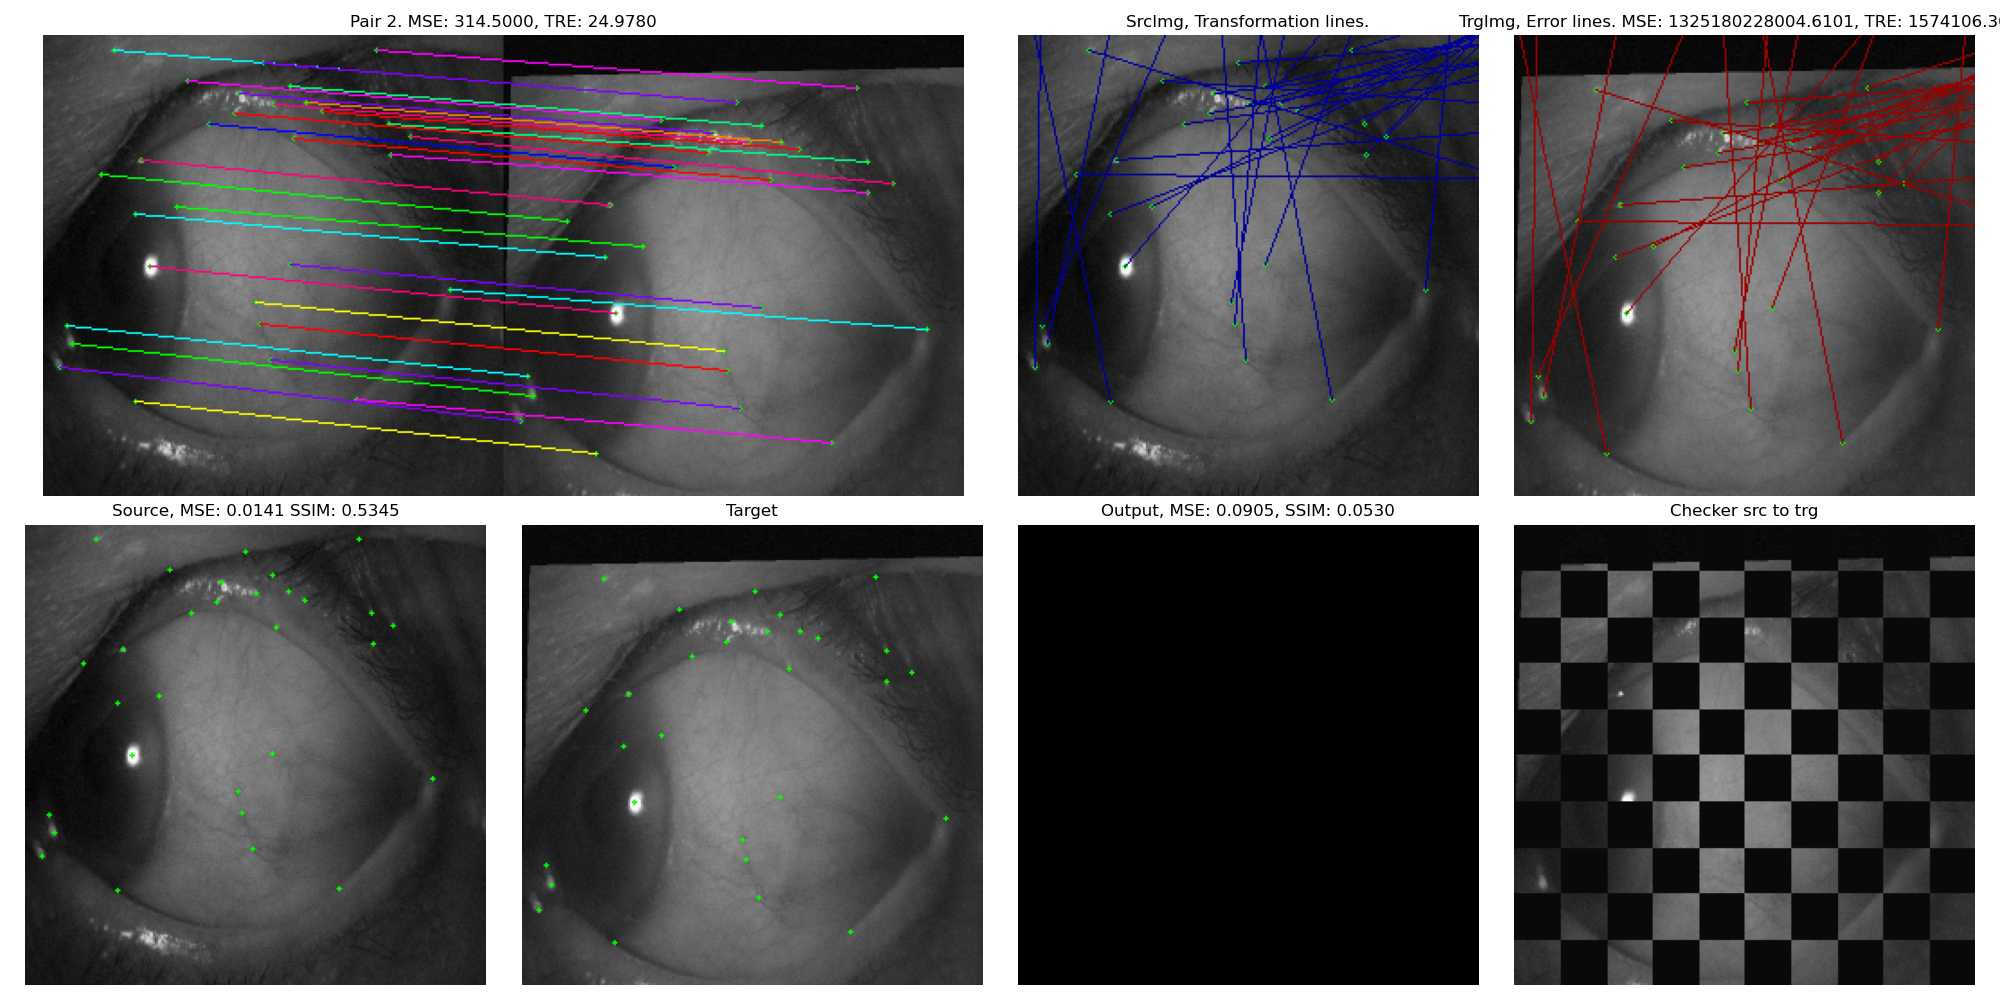 Pair 2. MSE: 314.5000, TRE: 24.9780
SrcImg, Transformation lines.
TrgImg, Error lines. MSE: 1325180228004.6101, TRE: 1574106.3
Source, MSE: 0.0141 SSIM: 0.5345
Target
Output, MSE: 0.0905, SSIM: 0.0530
Checker src to trg